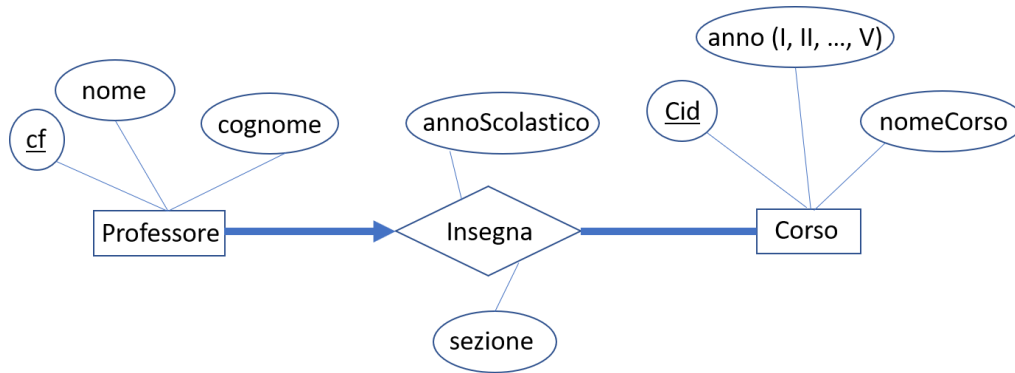 anno (I, II, ..., V)
nome
cf
cognome
annoScolastico
Cid
nomeCorso
Professore
Insegna
Corso
sezione